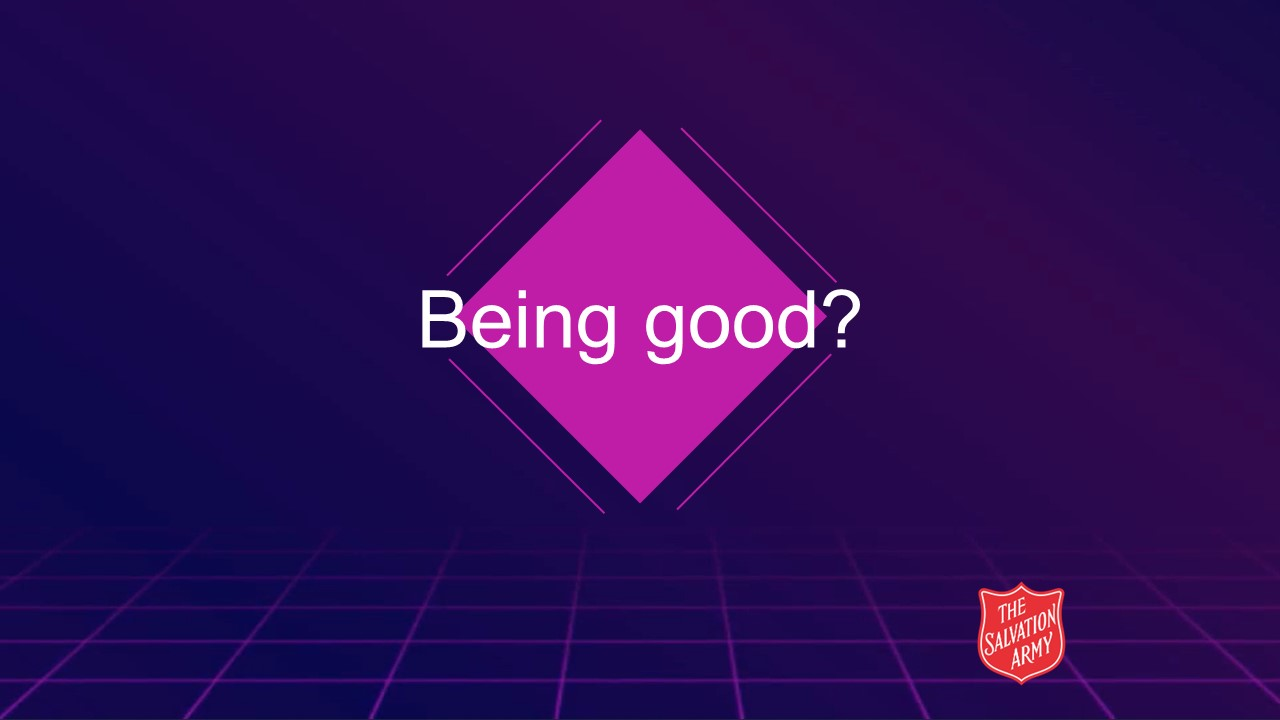 Being good?
THE
SALVATION
ARMY